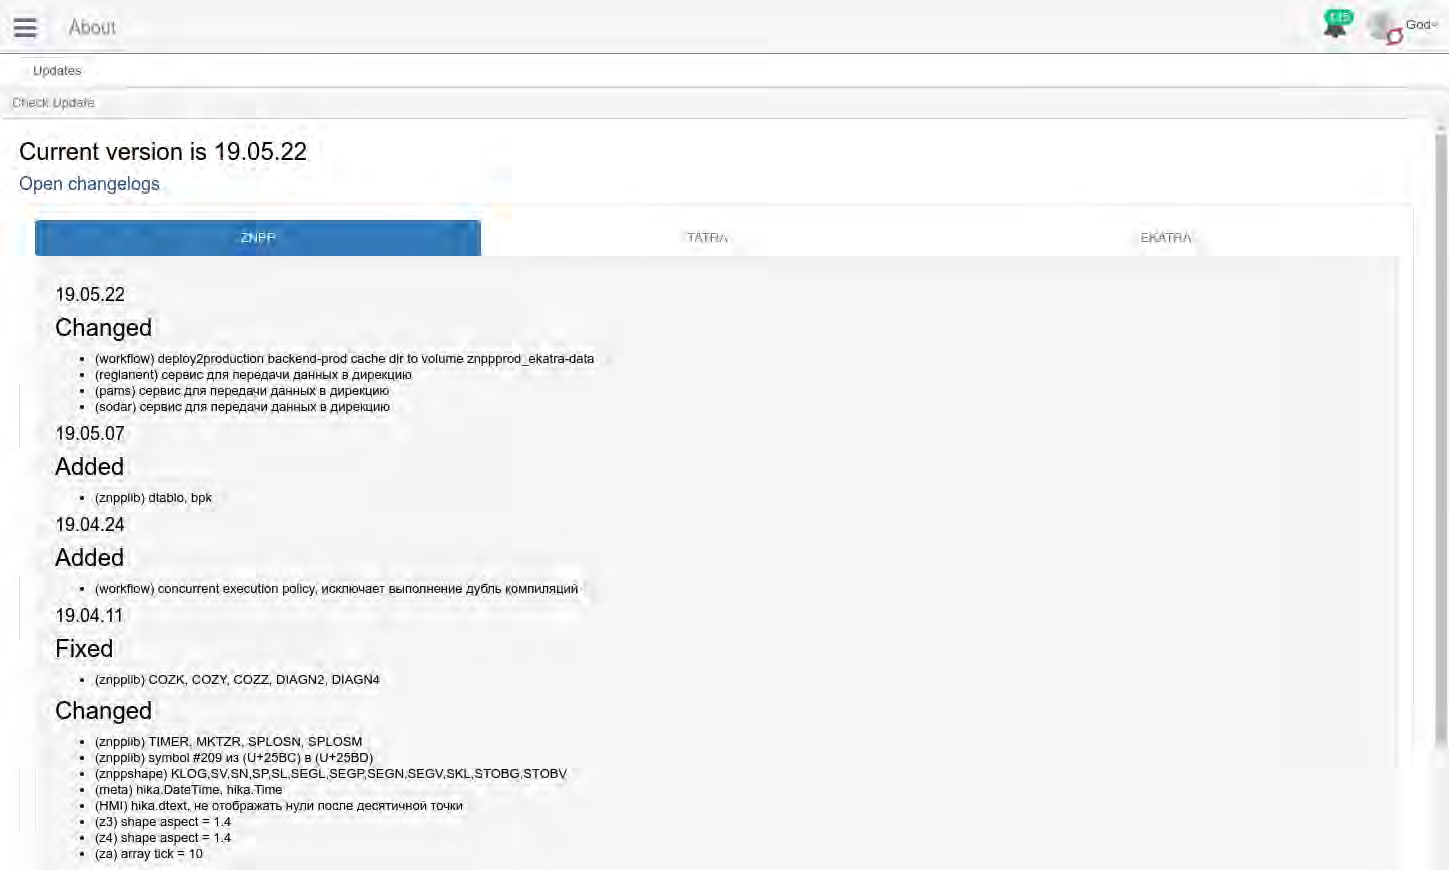 About
145
God
Updates
Check Update
Current version is 19.05.22
Open changelogs
ZNPP
TATRA
EKATRA
19.05.22
Changed
(workflow) deploy2production backend-prod cache dir to volume znppprod_ekatra-data
(reglanent) сервис для передачи данных в дирекцию
(pams) сервис для передачи данных в дирекцию
(sodar) сервис для передачи данных в дирекцию
19.05.07
Added
(znpplib) dtablo, bpk
19.04.24
Added
(workflow) concurrent execution policy, исключает выполнение дубль компиляций
19.04.11
Fixed
(znpplib) COZK, COZY, COZZ, DIAGN2, DIAGN4
Changed
(znpplib) TIMER, MKTZR, SPLOSN, SPLOSM
(znpplib) symbol #209 из (U+25BC) в (U+25BD)
(znppshape) KLOG,SV,SN,SP,SL,SEGL,SEGP,SEGN,SEGV,SKL,STOBG,STOBV
(meta) hika.DateTime, hika.Time
(HMI) hika.dtext, не отображать нули после десятичной точки
(z3) shape aspect = 1.4
(z4) shape aspect = 1.4
(za) array tick = 10